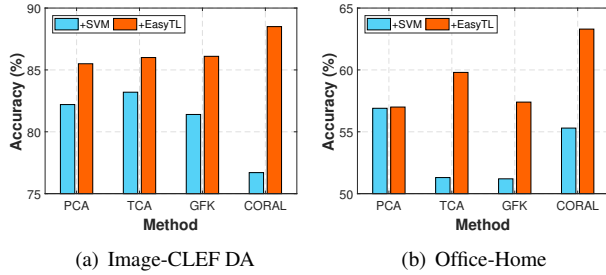 +SVM +EasyTL
90
85
80
75
Accuracy (%)
PCA TCA GFK CORAL
Method
(a) Image-CLEF DA
+SVM +EasyTL
65
60
55
50
Accuracy (%)
PCA TCA GFK CORAL
Method
(b) Office-Home